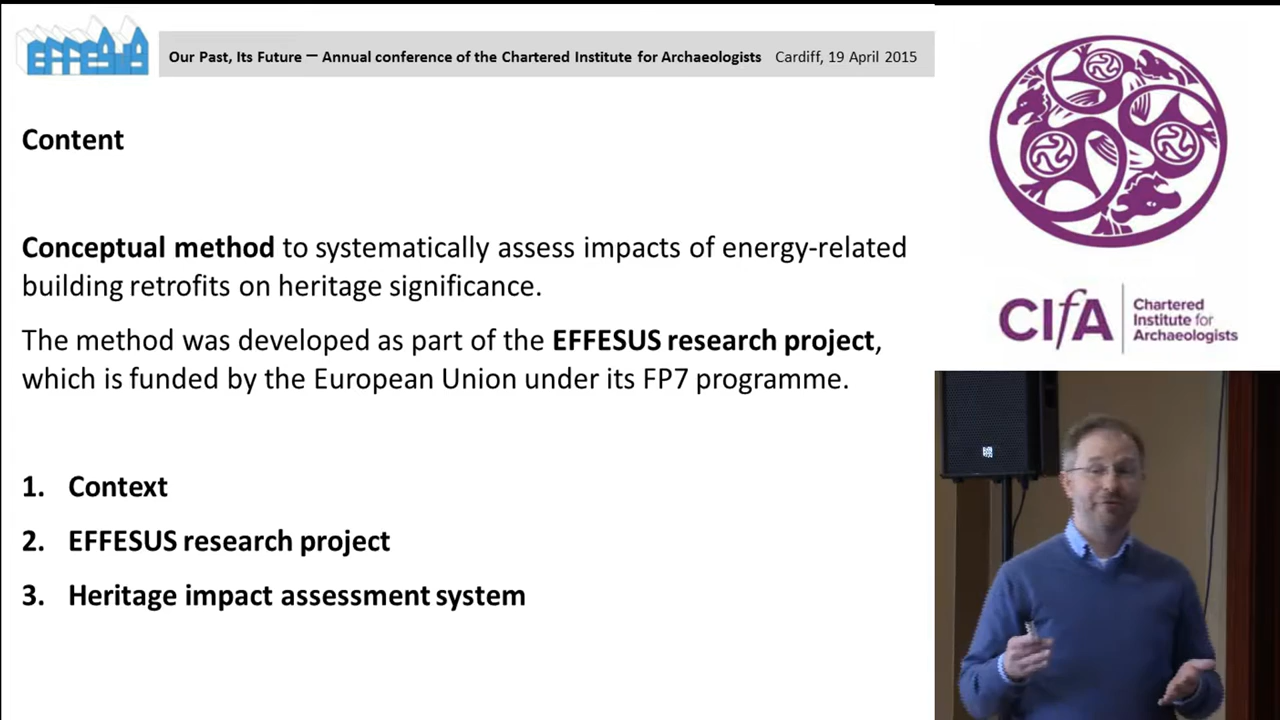 EFFESUS
Our Past, Its Future — Annual conference of the Chartered Institute for Archaeologists Cardiff, 19 April 2015
Content
Conceptual method to systematically assess impacts of energy-related
building retrofits on heritage significance.
The method was developed as part of the EFFESUS research project,
which is funded by the European Union under its FP7 programme.
1. Context
2. EFFESUS research project
3. Heritage impact assessment system
CIfA
Chartered
Institute for
Archaeologists